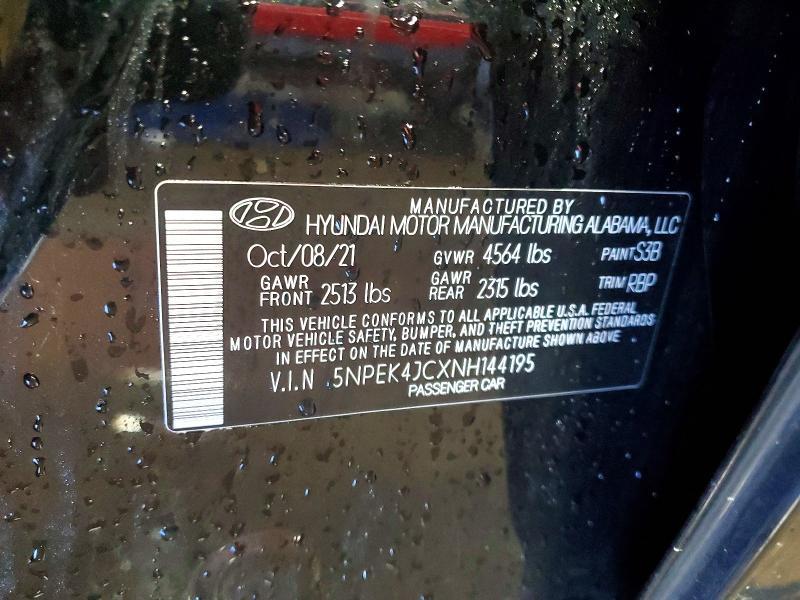 MANUFACTURED BY
HYUNDAI MOTOR MANUFACTURING ALABAMA, LLC
Oct/08/21 GVWR 4564 lbs PAINT S3B
GAWR FRONT 2513 lbs GAWR REAR 2315 lbs TRIM RBP
THIS VEHICLE CONFORMS TO ALL APPLICABLE U.S.A. FEDERAL
MOTOR VEHICLE SAFETY, BUMPER, AND THEFT PREVENTION STANDARDS
IN EFFECT ON THE DATE OF MANUFACTURE SHOWN ABOVE
V.I.N 5NPEK4JCXNH144195
PASSENGER CAR